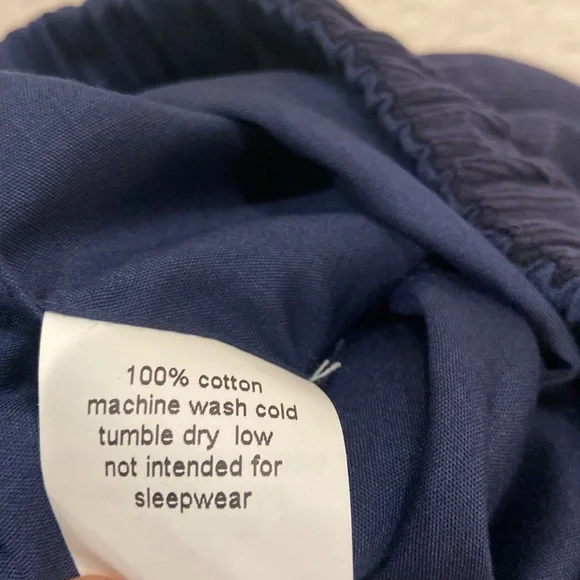 100% cotton
machine wash cold
tumble dry low
not intended for
sleepwear